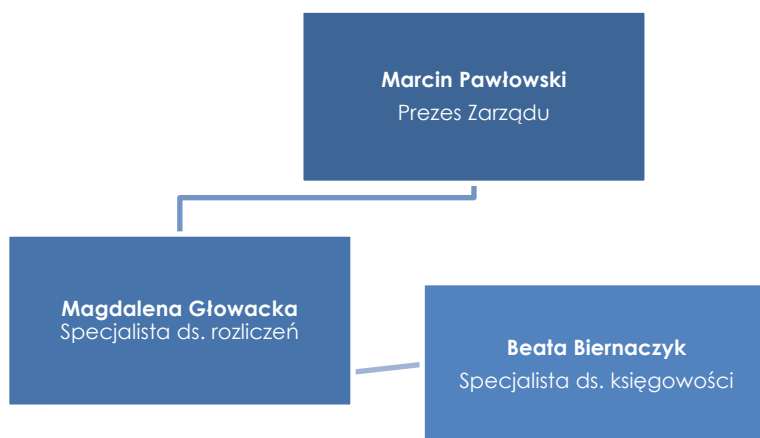 Marcin Pawłowski
Prezes Zarządu
Magdalena Głowacka
Specjalista ds. rozliczeń
Beata Biernaczyk
Specjalista ds. księgowości